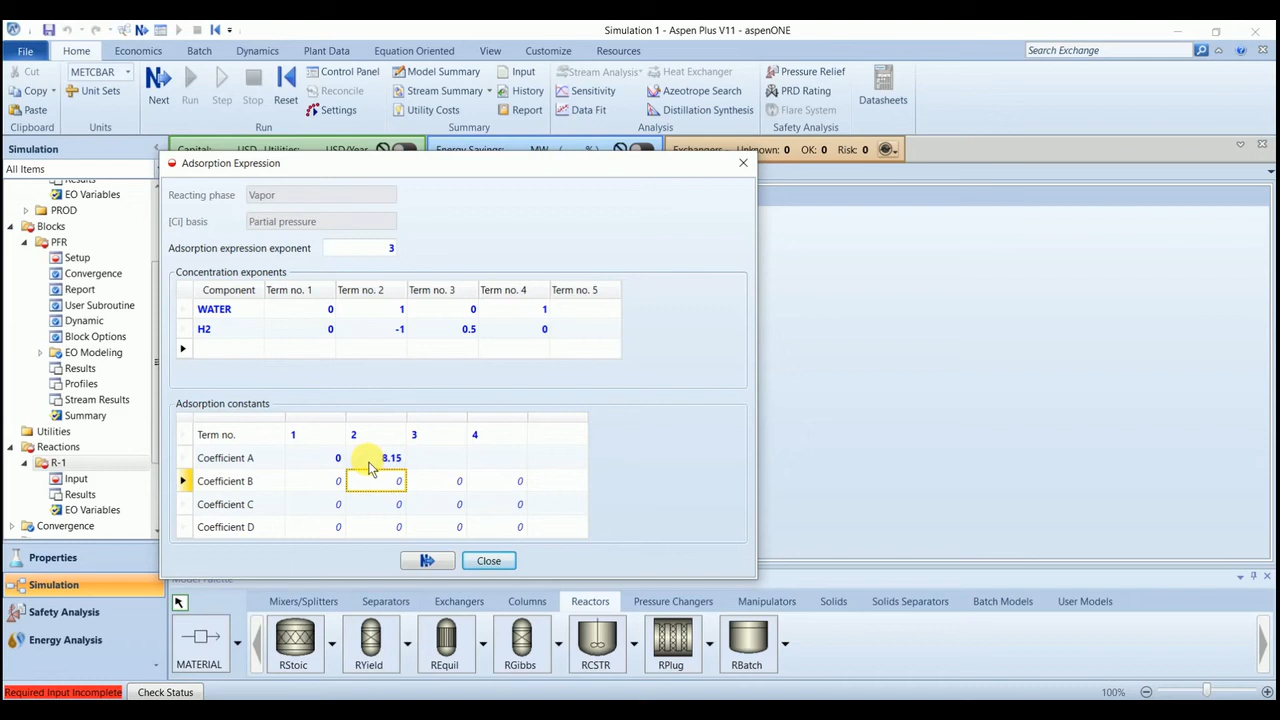 Simulation 1 - Aspen Plus V11 - aspenONE
File Home Economics Batch Dynamics Plant Data Equation Oriented View Customize Resources Search Exchange
Cut METCBAR Control Panel Model Summary Input Stream Analysis Heat Exchanger Pressure Relief
Copy Unit Sets Next Run Step Stop Reset Reconcile Stream Summary History Sensitivity Azeotrope Search PRD Rating Datasheets
Paste Settings Utility Costs Report Data Fit Distillation Synthesis Flare System
Clipboard Units Run Summary Analysis Safety Analysis
Simulation
Capital: USD Utilities: USD/Year Energy Savings: MW ( %) Exchangers Unknown: 0 OK: 0 Risk: 0
All Items
Results
EO Variables
PROD
Blocks
PFR
Setup
Convergence
Report
User Subroutine
Dynamic
Block Options
EO Modeling
Results
Profiles
Stream Results
Summary
Utilities
Reactions
R-1
Input
Results
EO Variables
Convergence
Properties
Simulation
Safety Analysis
Energy Analysis
Adsorption Expression
Reacting phase Vapor
[Ci] basis Partial pressure
Adsorption expression exponent 3
Concentration exponents
Component Term no. 1 Term no. 2 Term no. 3 Term no. 4 Term no. 5
WATER 0 1 0 1
H2 0 -1 0.5 0
Adsorption constants
Term no. 1 2 3 4
Coefficient A 0 8.15
Coefficient B 0 0 0 0
Coefficient C 0 0 0 0
Coefficient D 0 0 0 0
Close
Mixers/Splitters Separators Exchangers Columns Reactors Pressure Changers Manipulators Solids Solids Separators Batch Models User Models
MATERIAL RStoic RYield REquil RGibbs RCSTR RPlug RBatch
Required Input Incomplete Check Status 100%